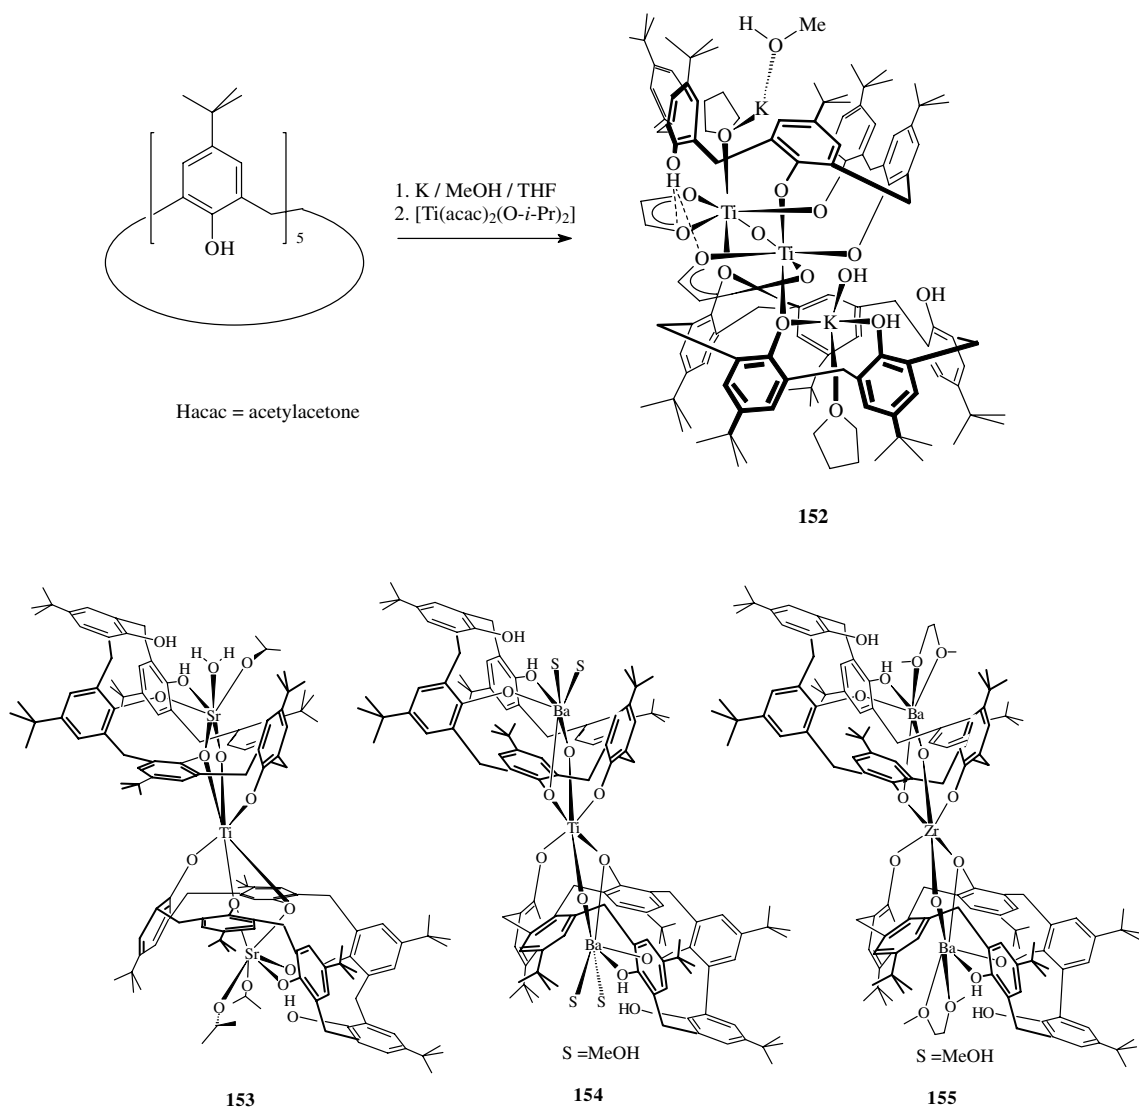 H
O
Me
K
O
O
H
O
O
Ti
O
O
O
O
Ti
O
O
O
OH
OH
O
K
OH
O
5
OH
1. K / MeOH / THF
2. [Ti(acac)2(O-i-Pr)2]
Hacac = acetylacetone
152
OH
H
H
O
O
H
O
O
Sr
O
O
O
Ti
O
O
O
Sr
O
O
O
O
H
O
153
OH
S
S
H
O
O
Ba
O
O
O
Ti
O
O
O
Ba
O
O
H
S
S
HO
S =MeOH
154
OH
O
O
H
O
O
Ba
O
O
O
Zr
O
O
O
Ba
O
O
H
O
O
HO
S =MeOH
155